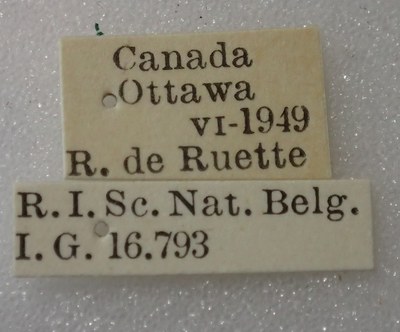 Canada
Ottawa
VI-1949
R. de Ruette
R. I. Sc. Nat. Belg.
I. G. 16.793